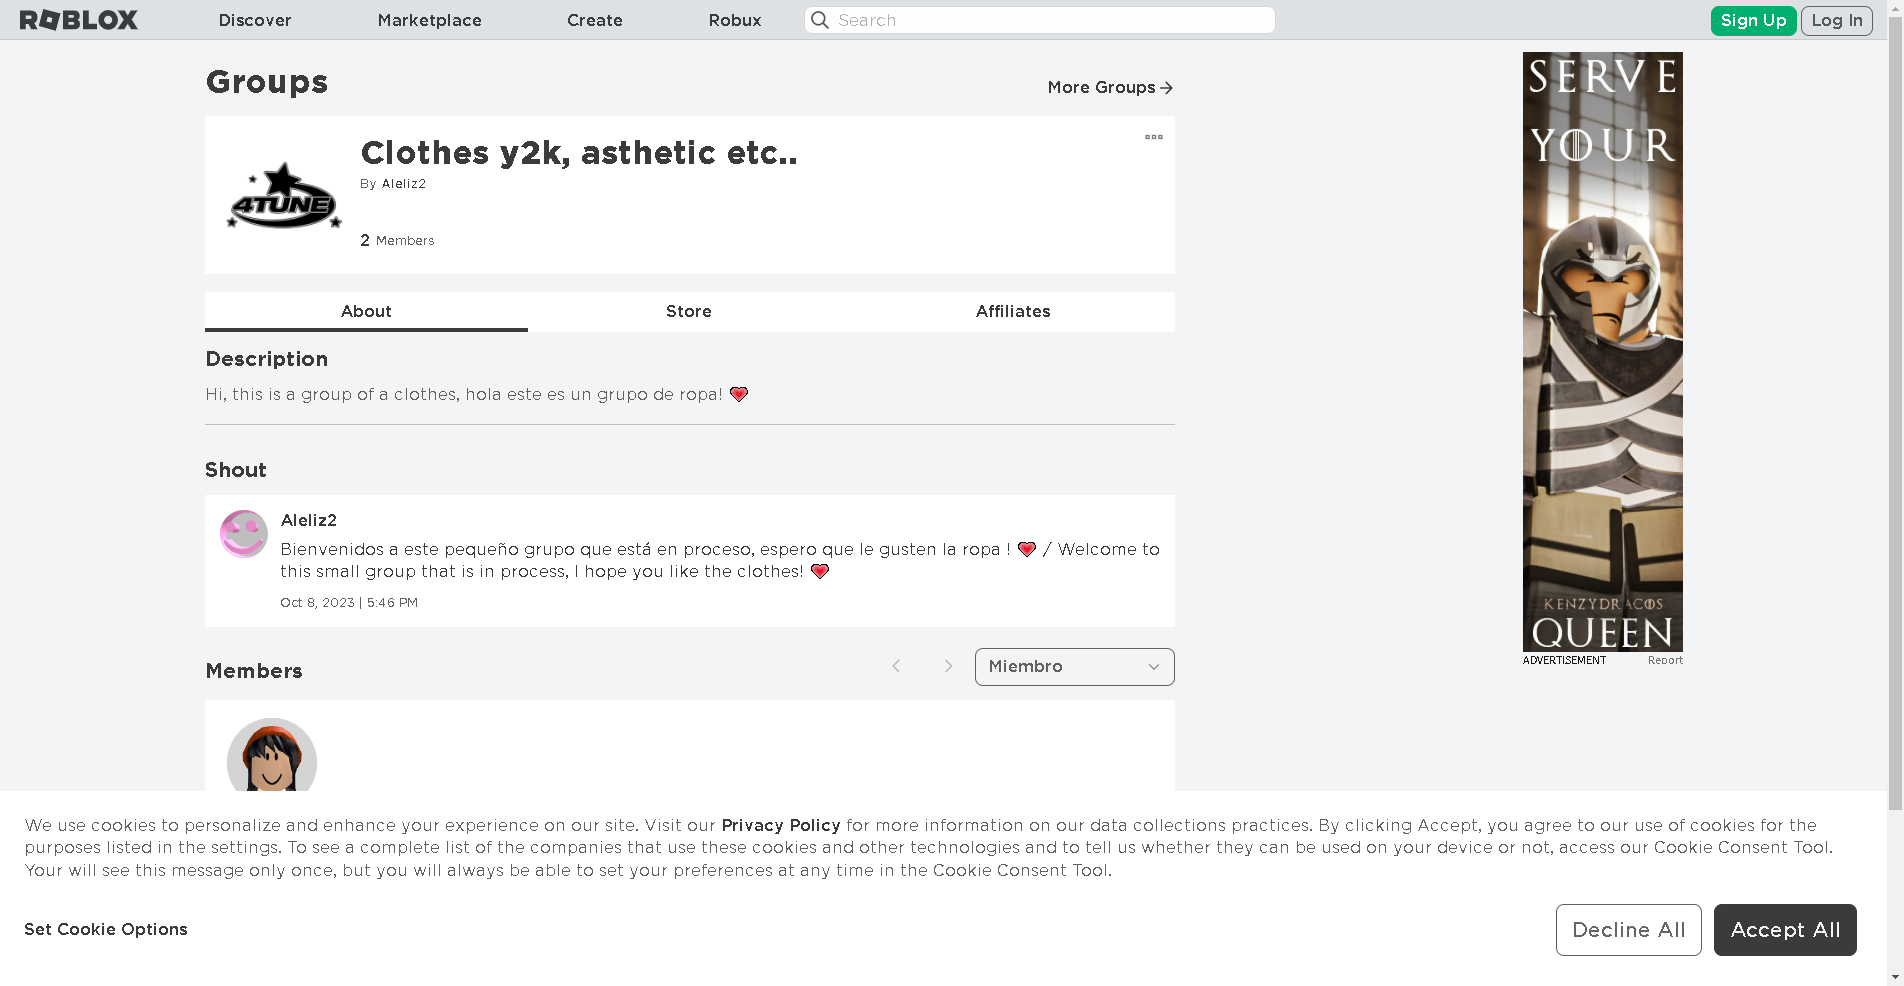 ROBLOX
Discover
Marketplace
Create
Robux
Search
Sign Up
Log In
Groups
More Groups
4TUNE
Clothes y2k, asthetic etc..
By Aleliz2
2 Members
About
Store
Affiliates
Description
Hi, this is a group of a clothes, hola este es un grupo de ropa!
Shout
Aleliz2
Bienvenidos a este pequeño grupo que está en proceso, espero que le gusten la ropa ! / Welcome to
this small group that is in process, I hope you like the clothes!
Oct 8, 2023 | 5:46 PM
Members
Miembro
SERVE
YOUR
KENZYDRACOS
QUEEN
ADVERTISEMENT
Report
We use cookies to personalize and enhance your experience on our site. Visit our Privacy Policy for more information on our data collections practices. By clicking Accept, you agree to our use of cookies for the
purposes listed in the settings. To see a complete list of the companies that use these cookies and other technologies and to tell us whether they can be used on your device or not, access our Cookie Consent Tool.
Your will see this message only once, but you will always be able to set your preferences at any time in the Cookie Consent Tool.
Set Cookie Options
Decline All
Accept All